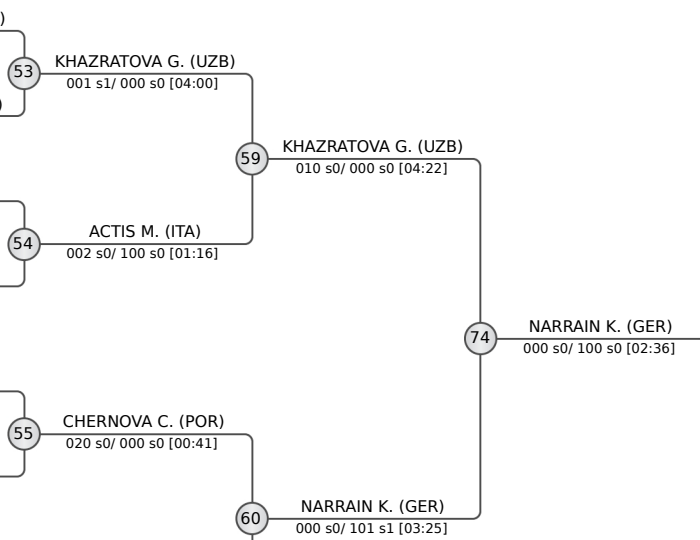 )
53
KHAZRATOVA G. (UZB)
001 s1/ 000 s0 [04:00]
)
59
KHAZRATOVA G. (UZB)
010 s0/ 000 s0 [04:22]
54
ACTIS M. (ITA)
002 s0/ 100 s0 [01:16]
74
NARRAIN K. (GER)
000 s0/ 100 s0 [02:36]
55
CHERNOVA C. (POR)
020 s0/ 000 s0 [00:41]
60
NARRAIN K. (GER)
000 s0/ 101 s1 [03:25]